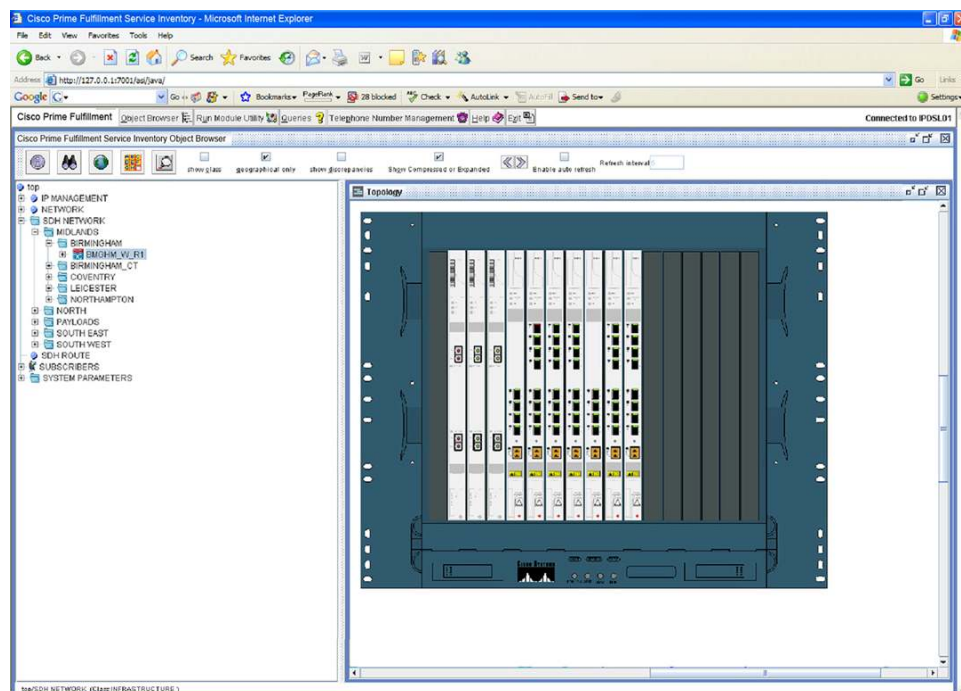 Cisco Prime Fulfillment Service Inventory - Microsoft Internet Explorer
File Edit View Favorites Tools Help
Back Search Favorites
Address http://127.0.0.1:7001/asi/java/ Go Links
Google G Go Bookmarks PageRank 28 blocked Check AutoLink AutoFill Send to Settings
Cisco Prime Fulfillment Object Browser Run Module Utility Queries Telephone Number Management Help Exit Connected to IPDSL01
Cisco Prime Fulfillment Service Inventory Object Browser
show glass geographical only show discrepancies Show Compressed or Expanded Enable auto refresh Refresh interval
top
IP MANAGEMENT
NETWORK
SDH NETWORK
MIDLANDS
BIRMINGHAM
BMOHM_W_R1
BIRMINGHAM_CT
COVENTRY
LEICESTER
NORTHAMPTON
NORTH
PAYLOADS
SOUTH EAST
SOUTH WEST
SDH ROUTE
SUBSCRIBERS
SYSTEM PARAMETERS
Topology
CISCO SYSTEMS
top/SDH NETWORK (Class INFRASTRUCTURE )